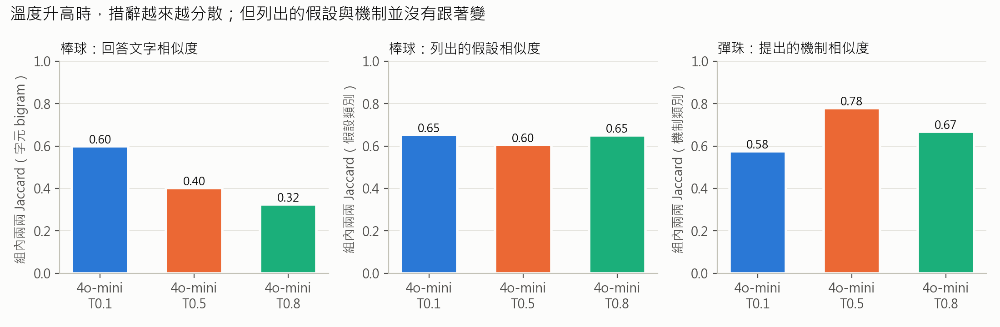 溫度升高時，措辭越來越分散；但列出的假設與機制並沒有跟著變
棒球：回答文字相似度
組內兩兩 Jaccard（字元 bigram）
1.0
0.8
0.6
0.4
0.2
0.0
0.60
0.40
0.32
4o-mini T0.1
4o-mini T0.5
4o-mini T0.8
棒球：列出的假設相似度
組內兩兩 Jaccard（假設類別）
1.0
0.8
0.6
0.4
0.2
0.0
0.65
0.60
0.65
4o-mini T0.1
4o-mini T0.5
4o-mini T0.8
彈珠：提出的機制相似度
組內兩兩 Jaccard（機制類別）
1.0
0.8
0.6
0.4
0.2
0.0
0.58
0.78
0.67
4o-mini T0.1
4o-mini T0.5
4o-mini T0.8